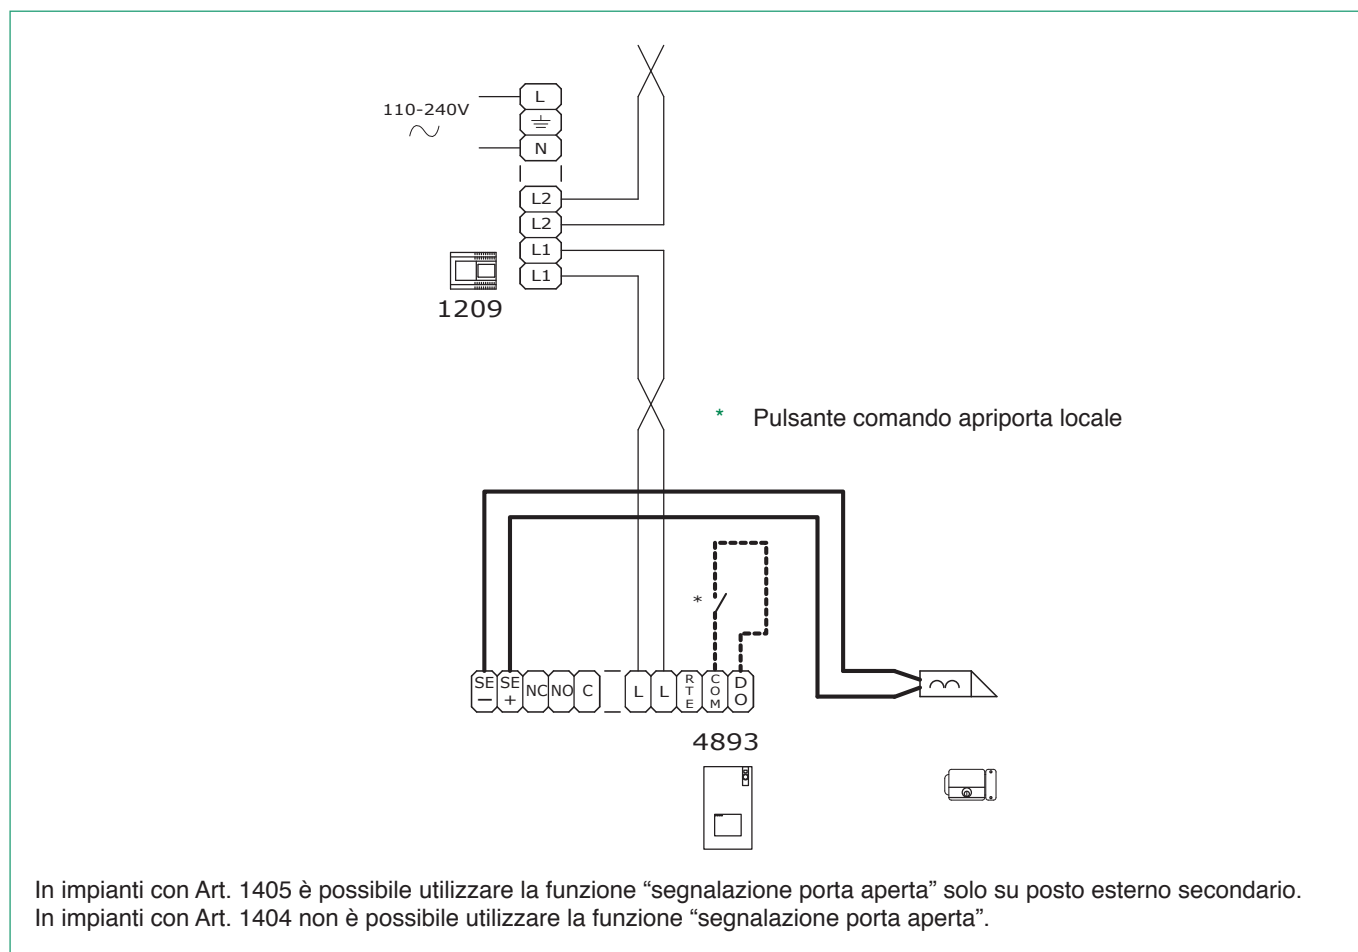 L
110-240V
N
L2
L2
L1
L1
1209
* Pulsante comando apriporta locale
*
SE − SE + NC NO C L L RTE COM DO
4893
In impianti con Art. 1405 è possibile utilizzare la funzione “segnalazione porta aperta” solo su posto esterno secondario.
In impianti con Art. 1404 non è possibile utilizzare la funzione “segnalazione porta aperta”.